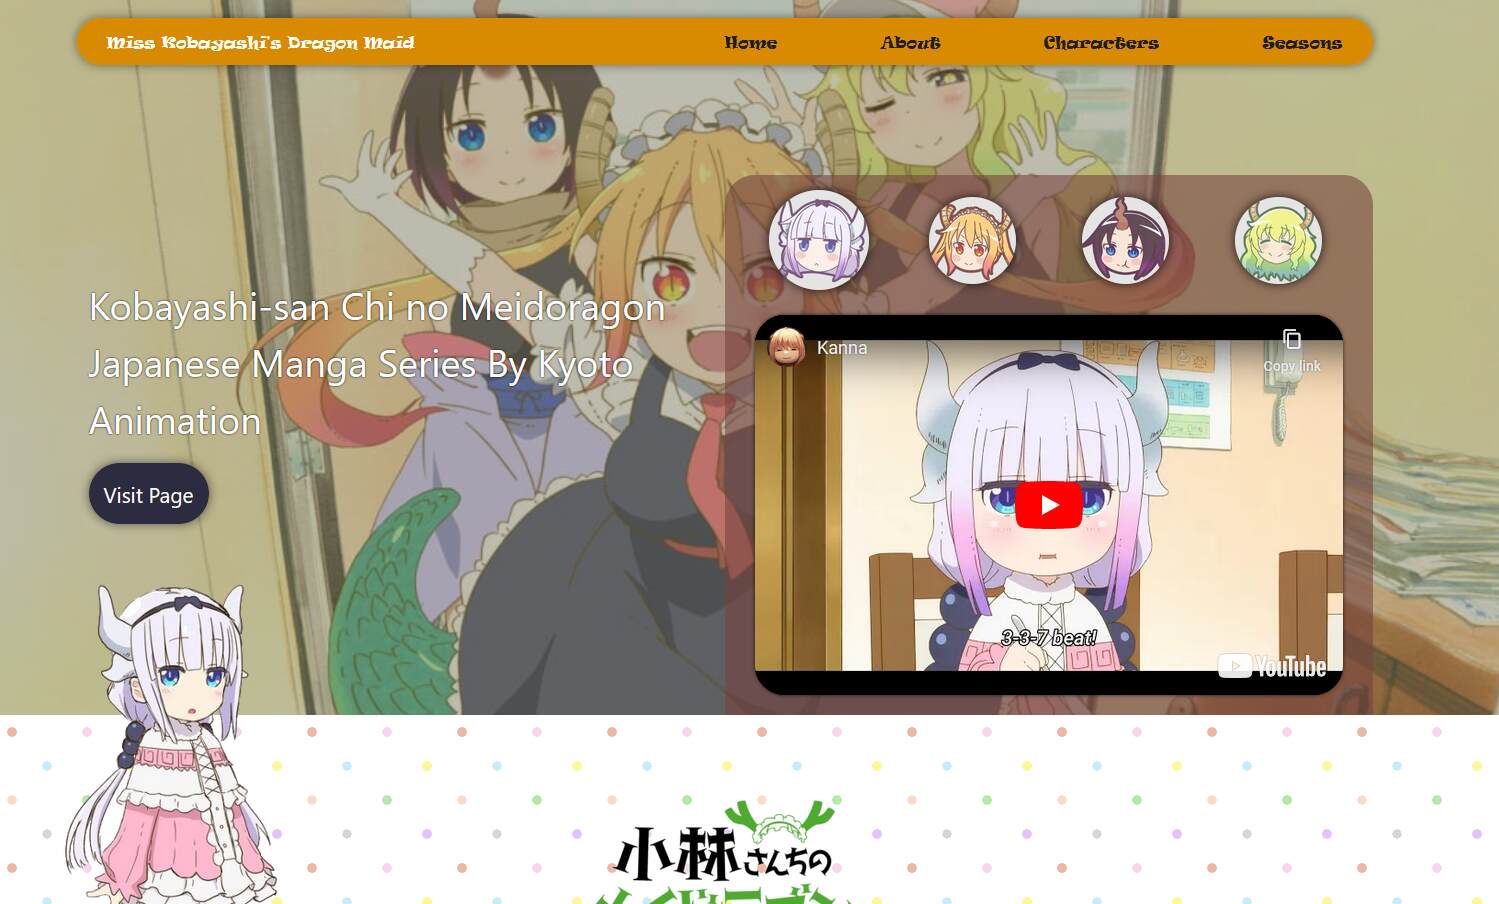 Miss Kobayashi's Dragon Maid
Home
About
Characters
Seasons
Kobayashi-san Chi no Meidoragon
Japanese Manga Series By Kyoto
Animation
Visit Page
Kanna
Copy link
3-3-7 beat!
YouTube
小林さんちの